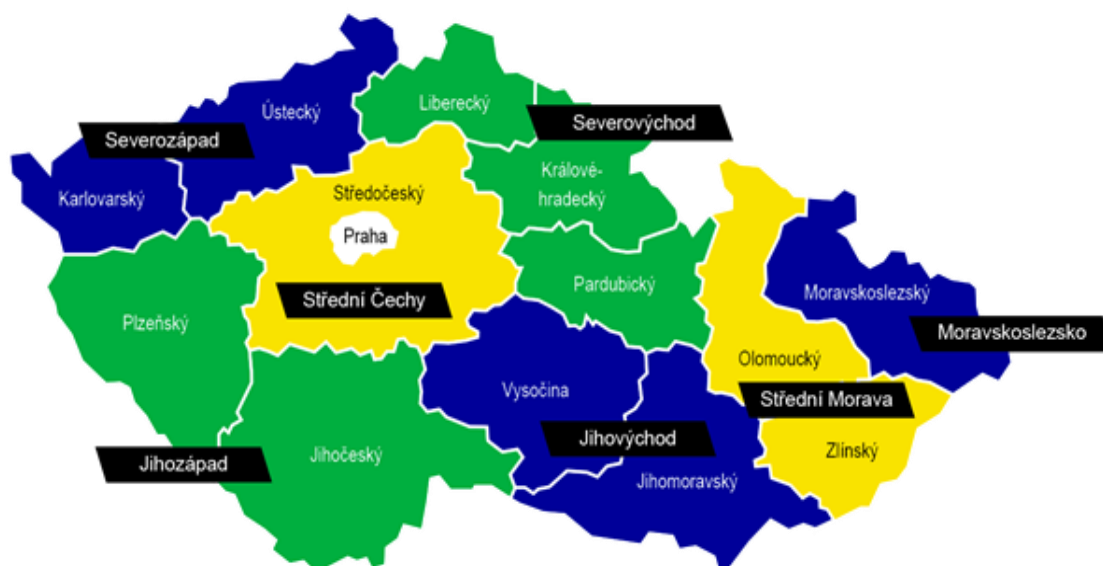 Ústecký
Liberecký
Severovýchod
Severozápad
Karlovarský
Středočeský
Králové-
hradecký
Praha
Plzeňský
Střední Čechy
Pardubický
Moravskoslezský
Moravskoslezsko
Olomoucký
Vysočina
Střední Morava
Jihozápad
Jihočeský
Jihovýchod
Zlínský
Jihomoravský